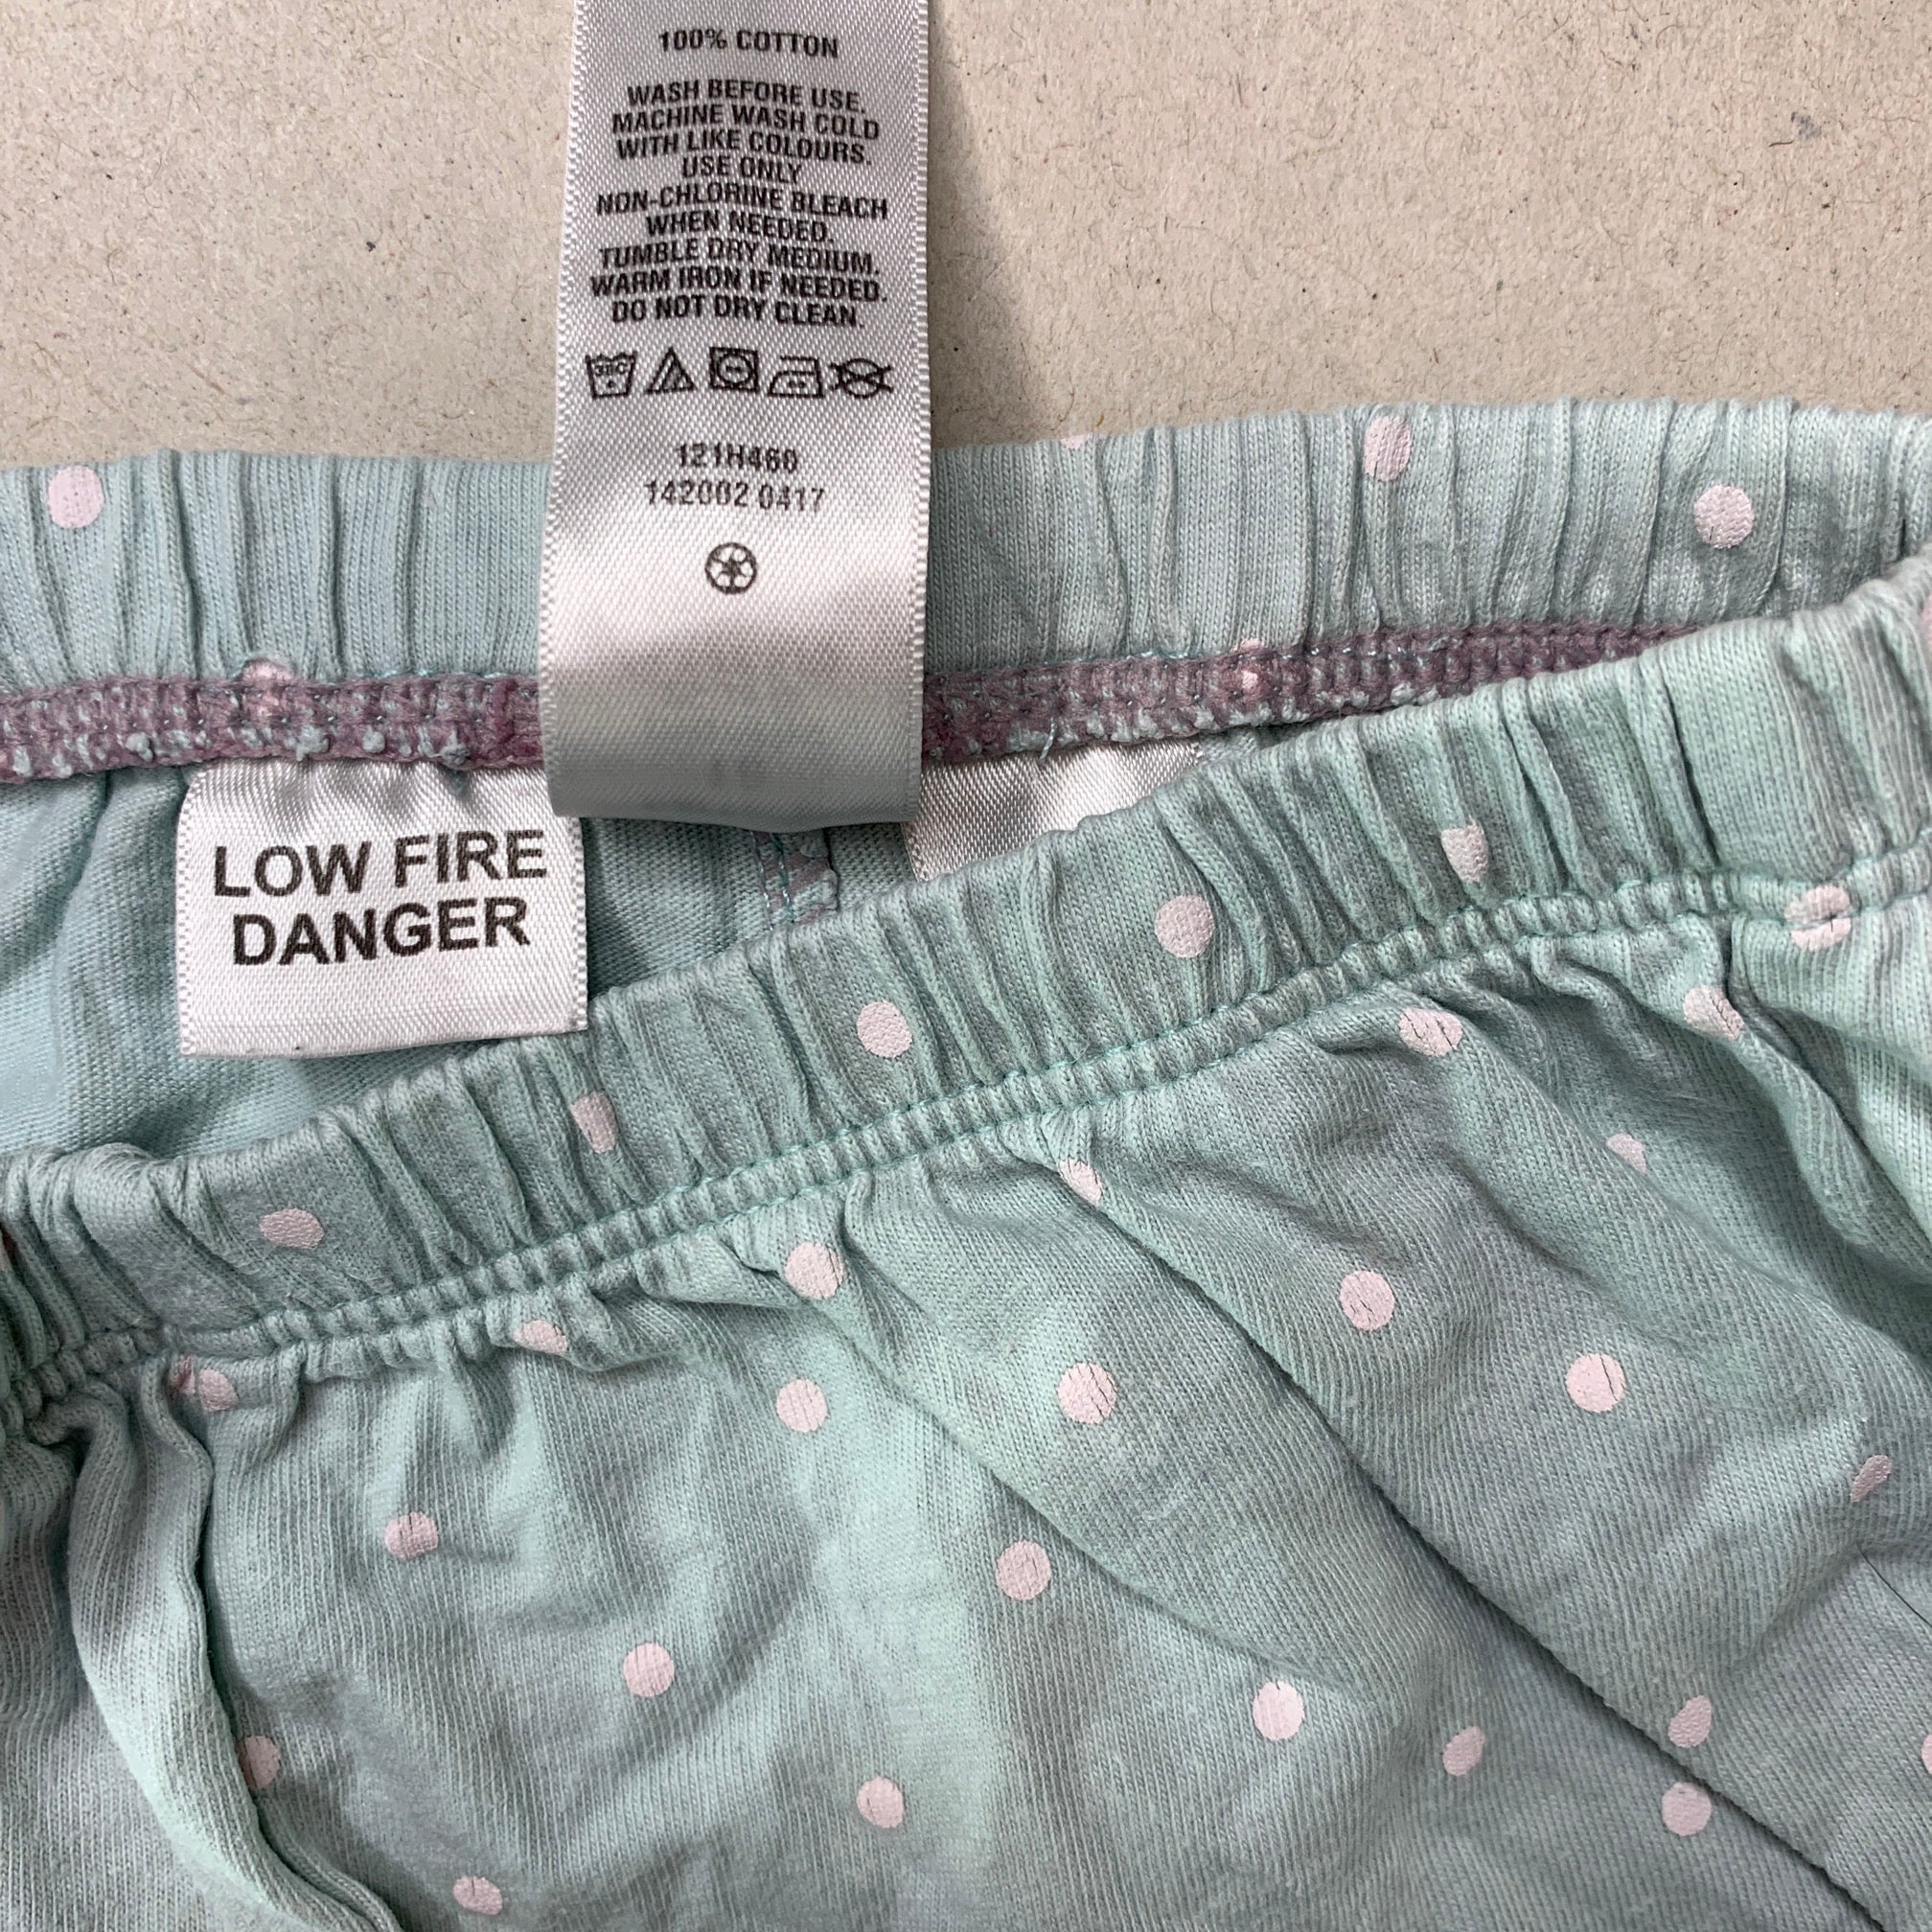 100% COTTON
WASH BEFORE USE.
MACHINE WASH COLD
WITH LIKE COLOURS.
USE ONLY
NON-CHLORINE BLEACH
WHEN NEEDED.
TUMBLE DRY MEDIUM.
WARM IRON IF NEEDED.
DO NOT DRY CLEAN.
121H460
142002 0417
LOW FIRE
DANGER